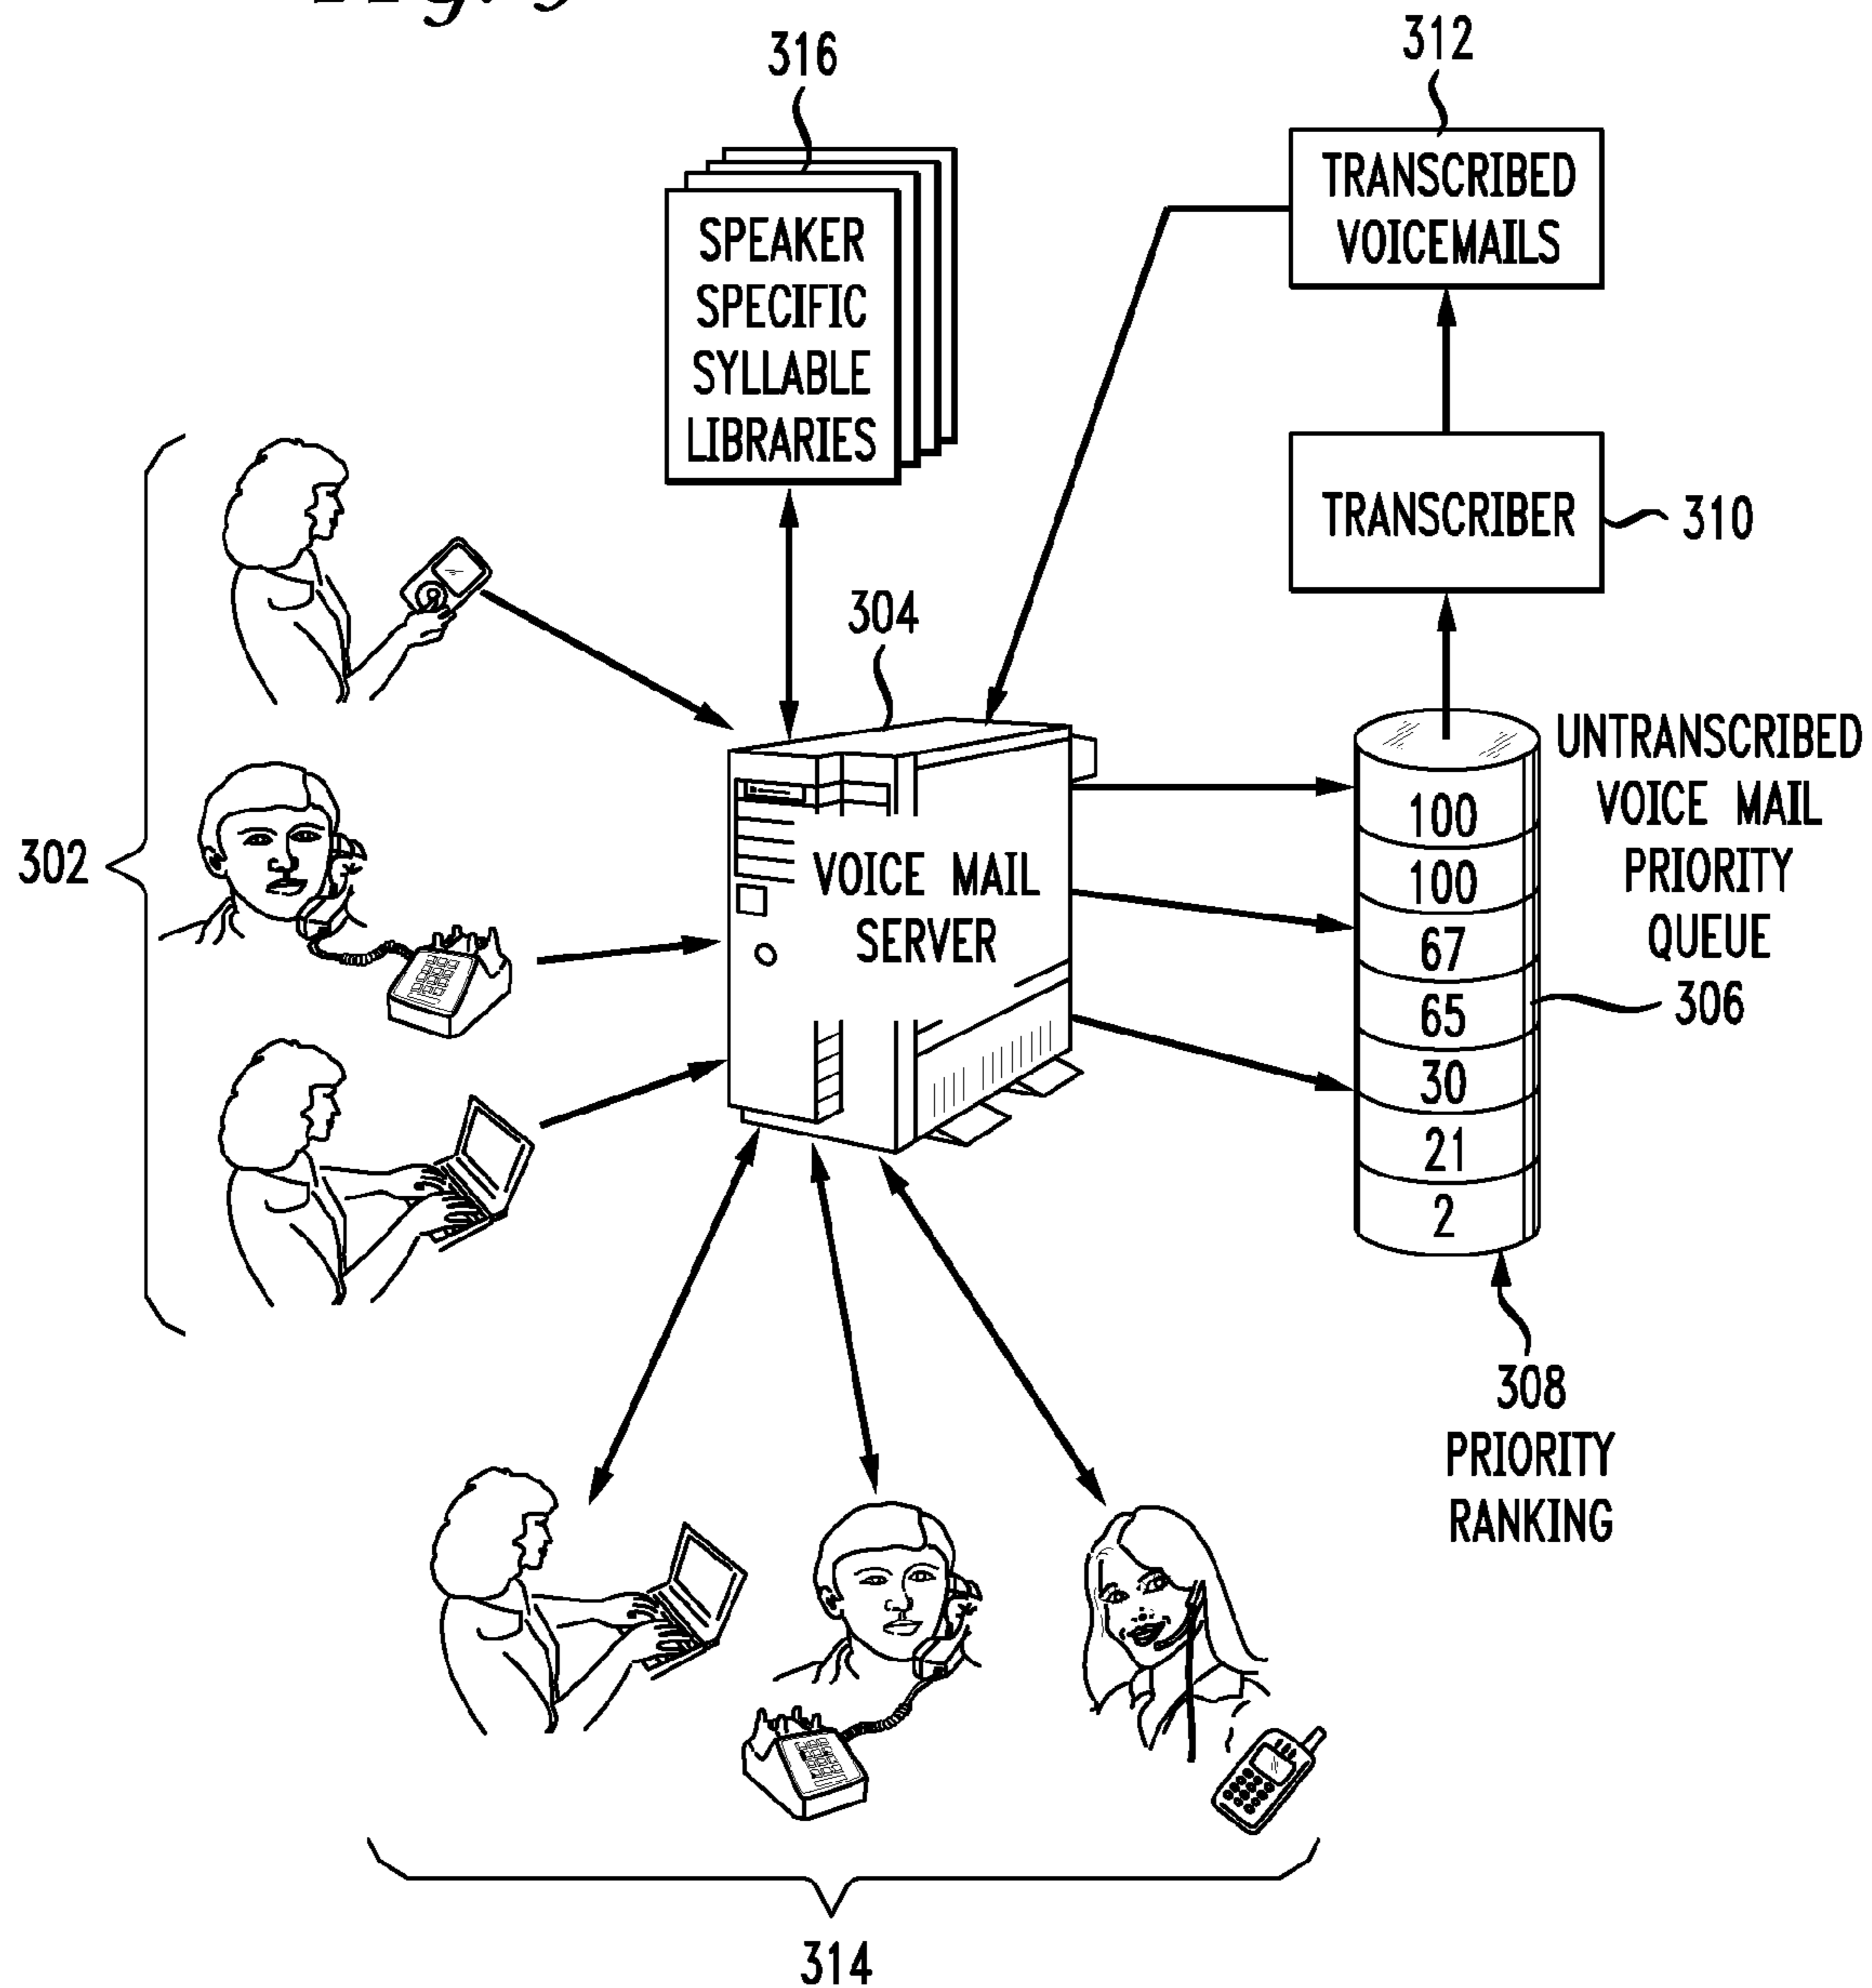 316
312
SPEAKER
SPECIFIC
SYLLABLE
LIBRARIES
TRANSCRIBED
VOICEMAILS
TRANSCRIBER
310
304
302
VOICE MAIL
SERVER
UNTRANSCRIBED
VOICE MAIL
PRIORITY
QUEUE
306
100
100
67
65
30
21
2
308
PRIORITY
RANKING
314